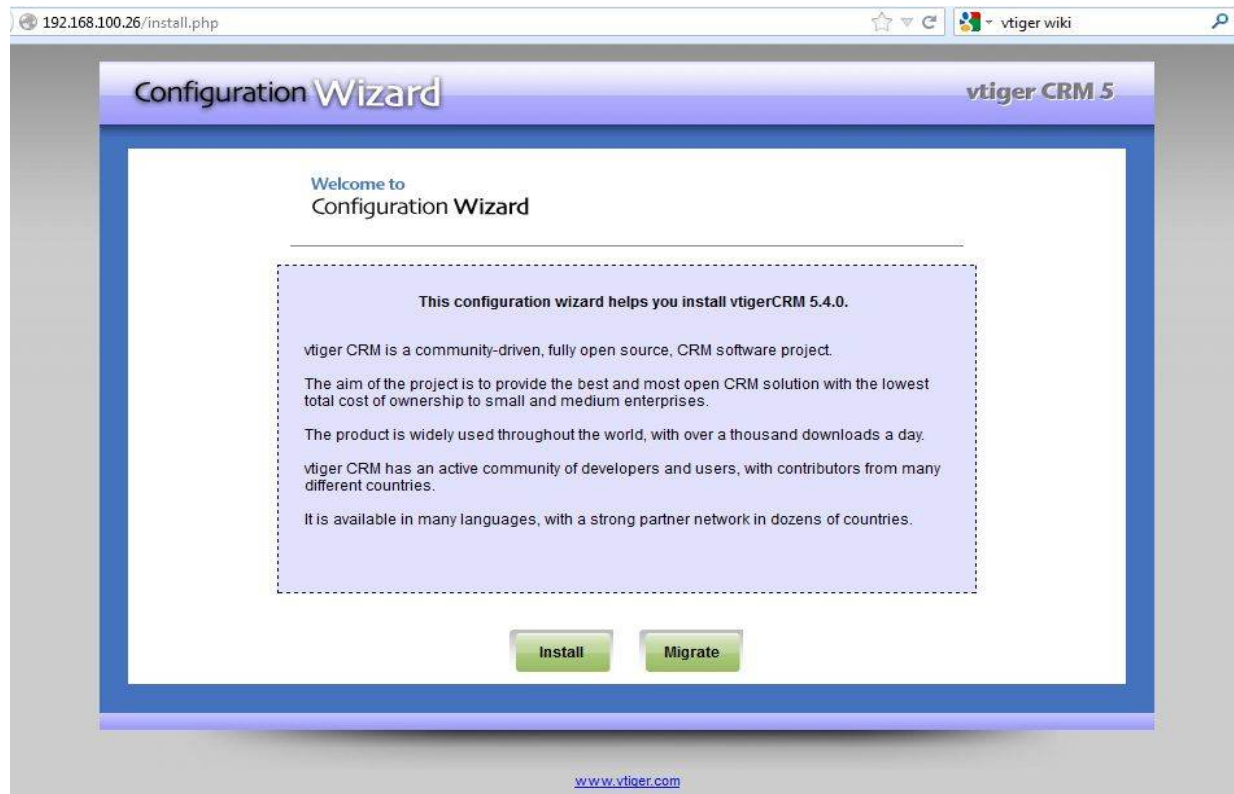 192.168.100.26/install.php
vtiger wiki
Configuration Wizard
vtiger CRM 5
Welcome to
Configuration Wizard
This configuration wizard helps you install vtigerCRM 5.4.0.
vtiger CRM is a community-driven, fully open source, CRM software project.
The aim of the project is to provide the best and most open CRM solution with the lowest
total cost of ownership to small and medium enterprises.
The product is widely used throughout the world, with over a thousand downloads a day.
vtiger CRM has an active community of developers and users, with contributors from many
different countries.
It is available in many languages, with a strong partner network in dozens of countries.
Install
Migrate
www.vtiger.com